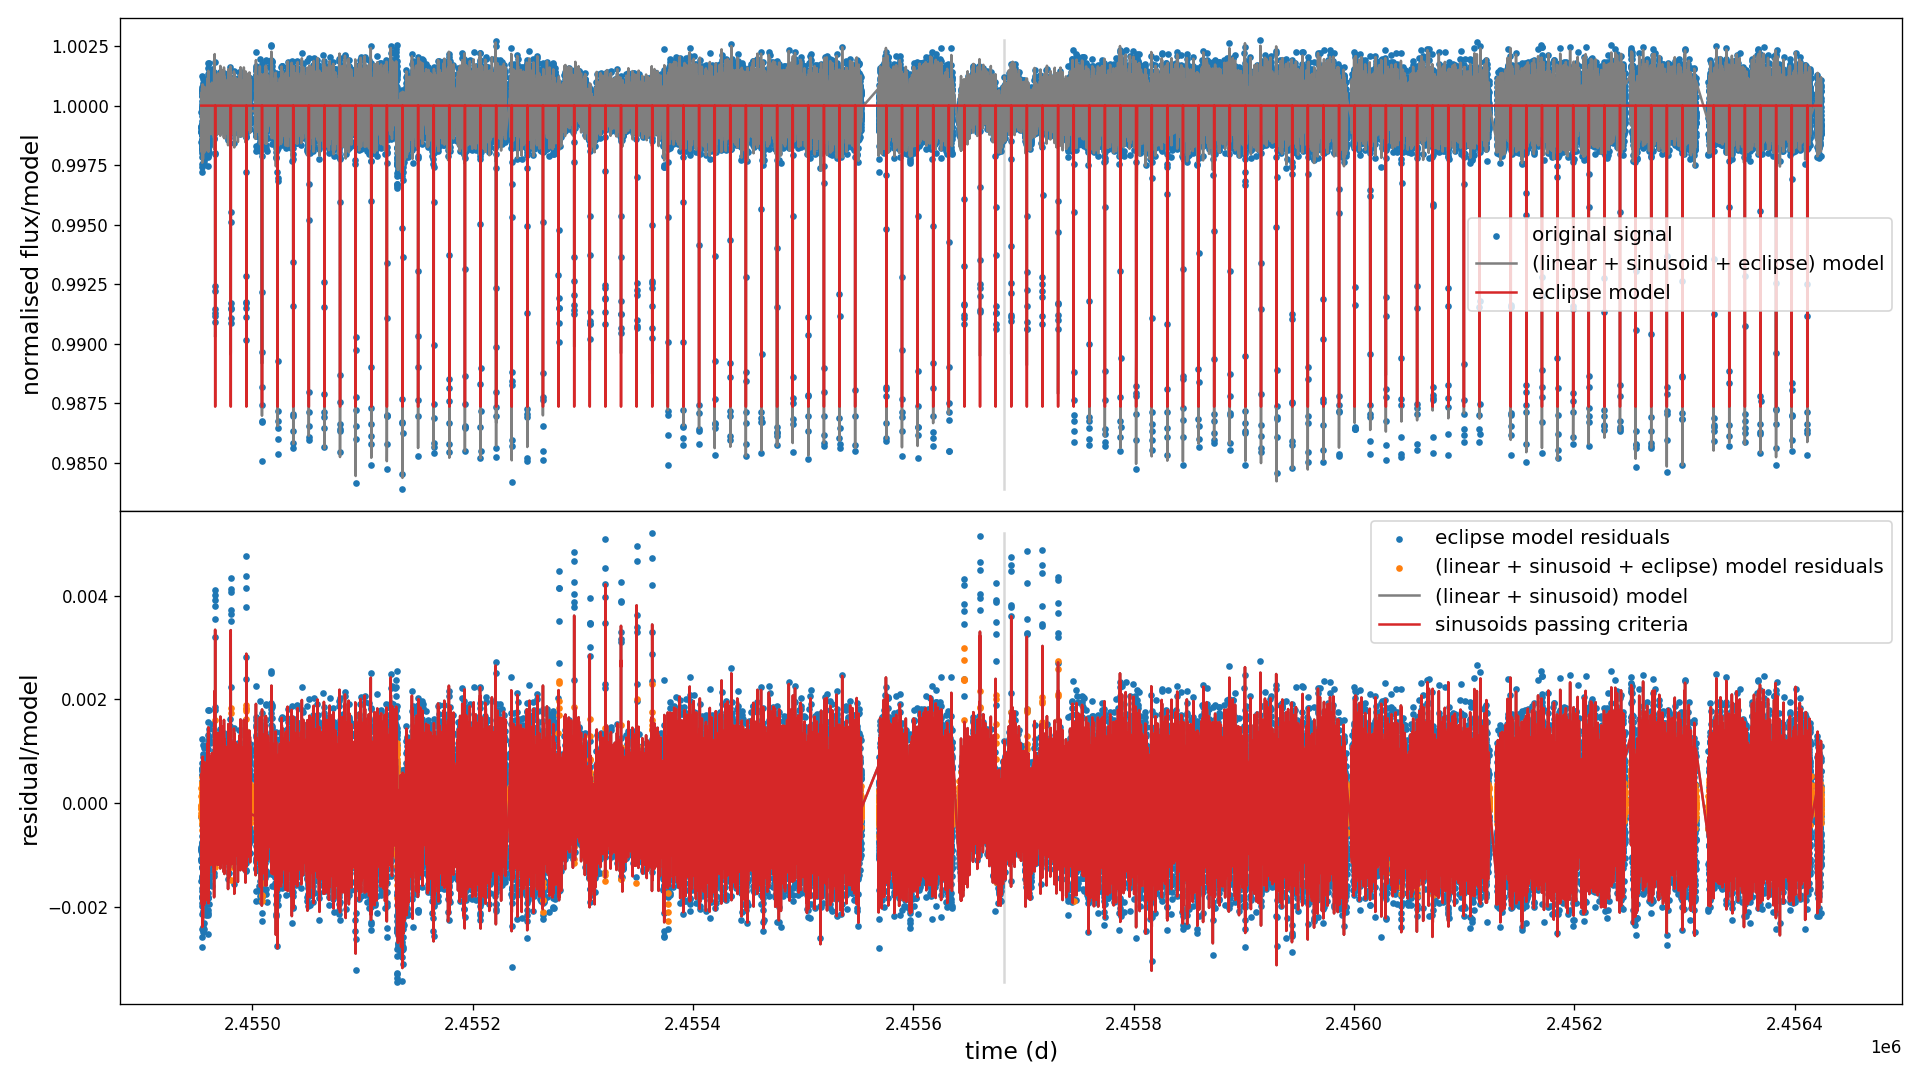 normalised flux/model
1.0025
1.0000
0.9975
0.9950
0.9925
0.9900
0.9875
0.9850
original signal
(linear + sinusoid + eclipse) model
eclipse model
residual/model
0.004
0.002
0.000
−0.002
eclipse model residuals
(linear + sinusoid + eclipse) model residuals
(linear + sinusoid) model
sinusoids passing criteria
2.4550 2.4552 2.4554 2.4556 2.4558 2.4560 2.4562 2.4564
1e6
time (d)